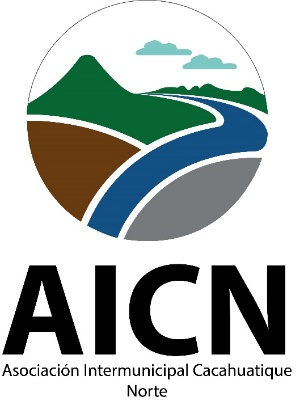 AICN
Asociación Intermunicipal Cacahuatique
Norte